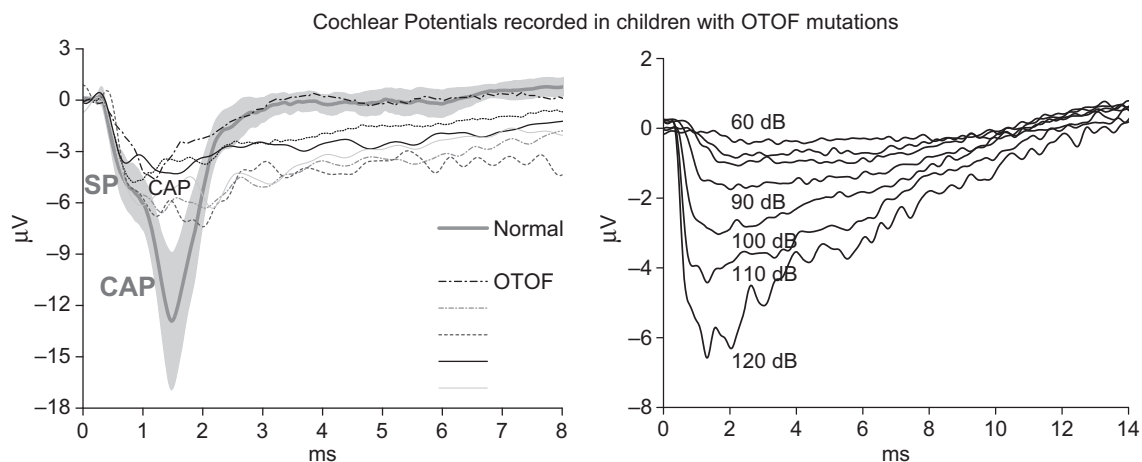 Cochlear Potentials recorded in children with OTOF mutations
3
0
–3
–6
–9
–12
–15
–18
µV
SP
CAP
CAP
Normal
OTOF
0 1 2 3 4 5 6 7 8
ms
2
0
–2
–4
–6
–8
µV
60 dB
90 dB
100 dB
110 dB
120 dB
0 2 4 6 8 10 12 14
ms